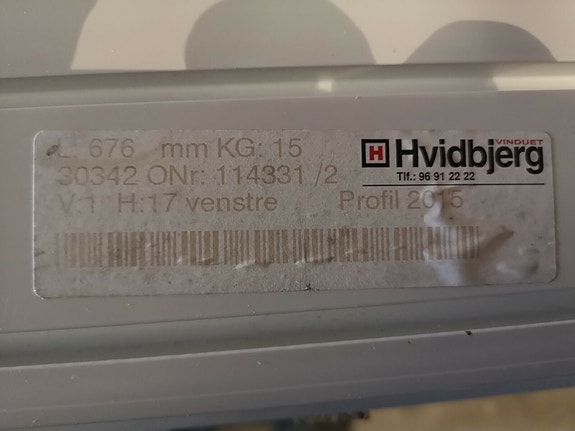 L: 676 mm KG: 15
30342 ONr: 114331 /2
V:1 H:17 venstre Profil 2015
VINDUET
H Hvidbjerg
Tlf.: 96 91 22 22